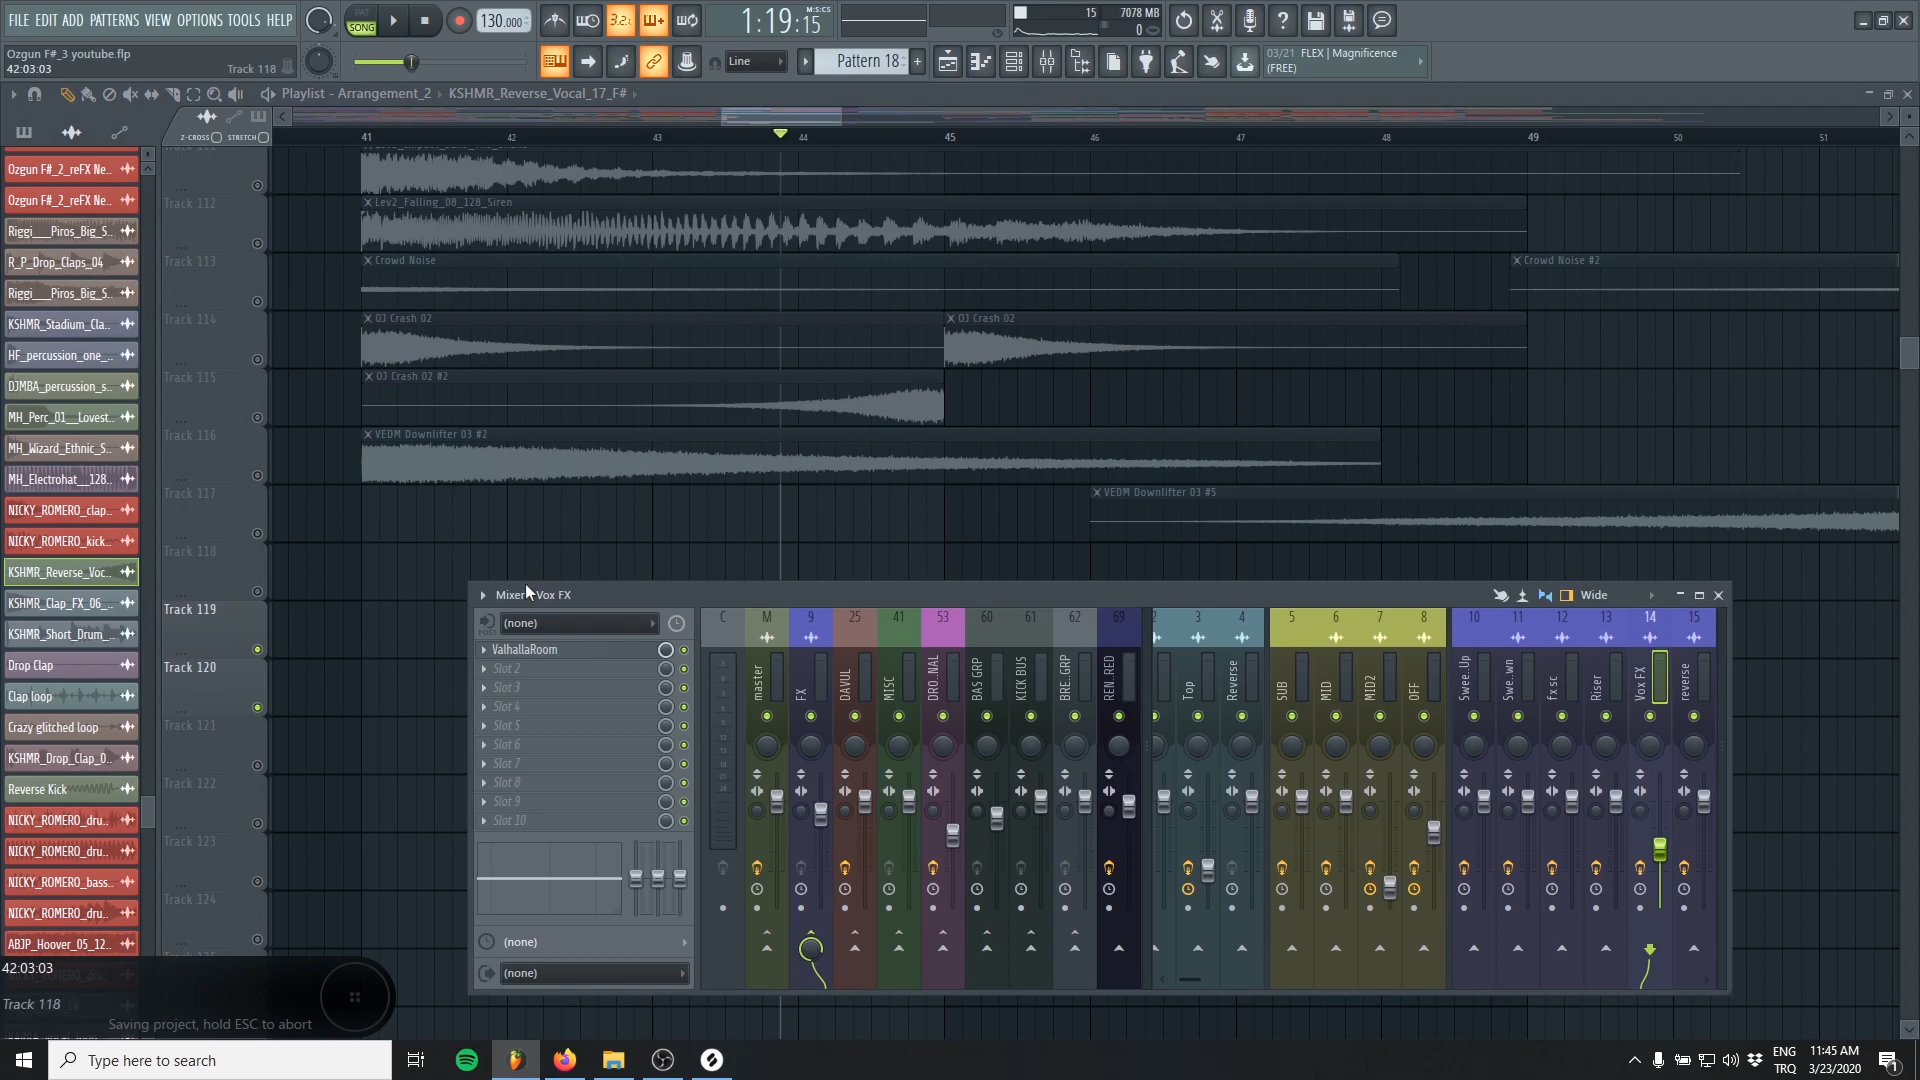 FILE EDIT ADD PATTERNS VIEW OPTIONS TOOLS HELP
PAT
SONG
130.000
3.2:
1:19:15
M:S:CS
15
7078 MB
0
Ozgun F#_3 youtube.flp
42:03:03
Track 118
Line
Pattern 18
03/21 FLEX | Magnificence
(FREE)
Playlist - Arrangement_2 › KSHMR_Reverse_Vocal_17_F# ›
Z-CROSS
STRETCH
41 42 43 44 45 46 47 48 49 50 51
Ozgun F#_2_reFX Ne..
Ozgun F#_2_reFX Ne..
Riggi___Piros_Big_S..
R_P_Drop_Claps_04
Riggi___Piros_Big_S..
KSHMR_Stadium_Cla..
HF_percussion_one_..
DJMBA_percussion_s..
MH_Perc_01__Lovest..
MH_Wizard_Ethnic_S..
MH_Electrohat__128..
NICKY_ROMERO_clap..
NICKY_ROMERO_kick..
KSHMR_Reverse_Voc..
KSHMR_Clap_FX_06_..
KSHMR_Short_Drum_..
Drop Clap
Clap loop
Crazy glitched loop
KSHMR_Drop_Clap_0..
Reverse Kick
NICKY_ROMERO_dru..
NICKY_ROMERO_dru..
NICKY_ROMERO_bass..
NICKY_ROMERO_dru..
ABJP_Hoover_05_12..
Track 112
Track 113
Track 114
Track 115
Track 116
Track 117
Track 118
Track 119
Track 120
Track 121
Track 122
Track 123
Track 124
Lev2_Falling_08_128_Siren
Crowd Noise
Crowd Noise #2
OJ Crash 02
OJ Crash 02
OJ Crash 02 #2
VEDM Downlifter 03 #2
VEDM Downlifter 03 #5
Mixer - Vox FX
Wide
(none)
POST
ValhallaRoom
Slot 2
Slot 3
Slot 4
Slot 5
Slot 6
Slot 7
Slot 8
Slot 9
Slot 10
(none)
(none)
C M 9 25 41 53 60 61 62 69 2 3 4 5 6 7 8 10 11 12 13 14 15
master
FX
DAVUL
MISC
DRO..NAL
BAS GRP
KICK BUS
BRE..GRP
REN..RED
Top
Reverse
SUB
MID
MID2
OFF
Swee..Up
Swe..wn
fx sc
Riser
Vox FX
reverse
42:03:03
Track 118
Saving project, hold ESC to abort
Type here to search
ENG
TRQ
11:45 AM
3/23/2020
1